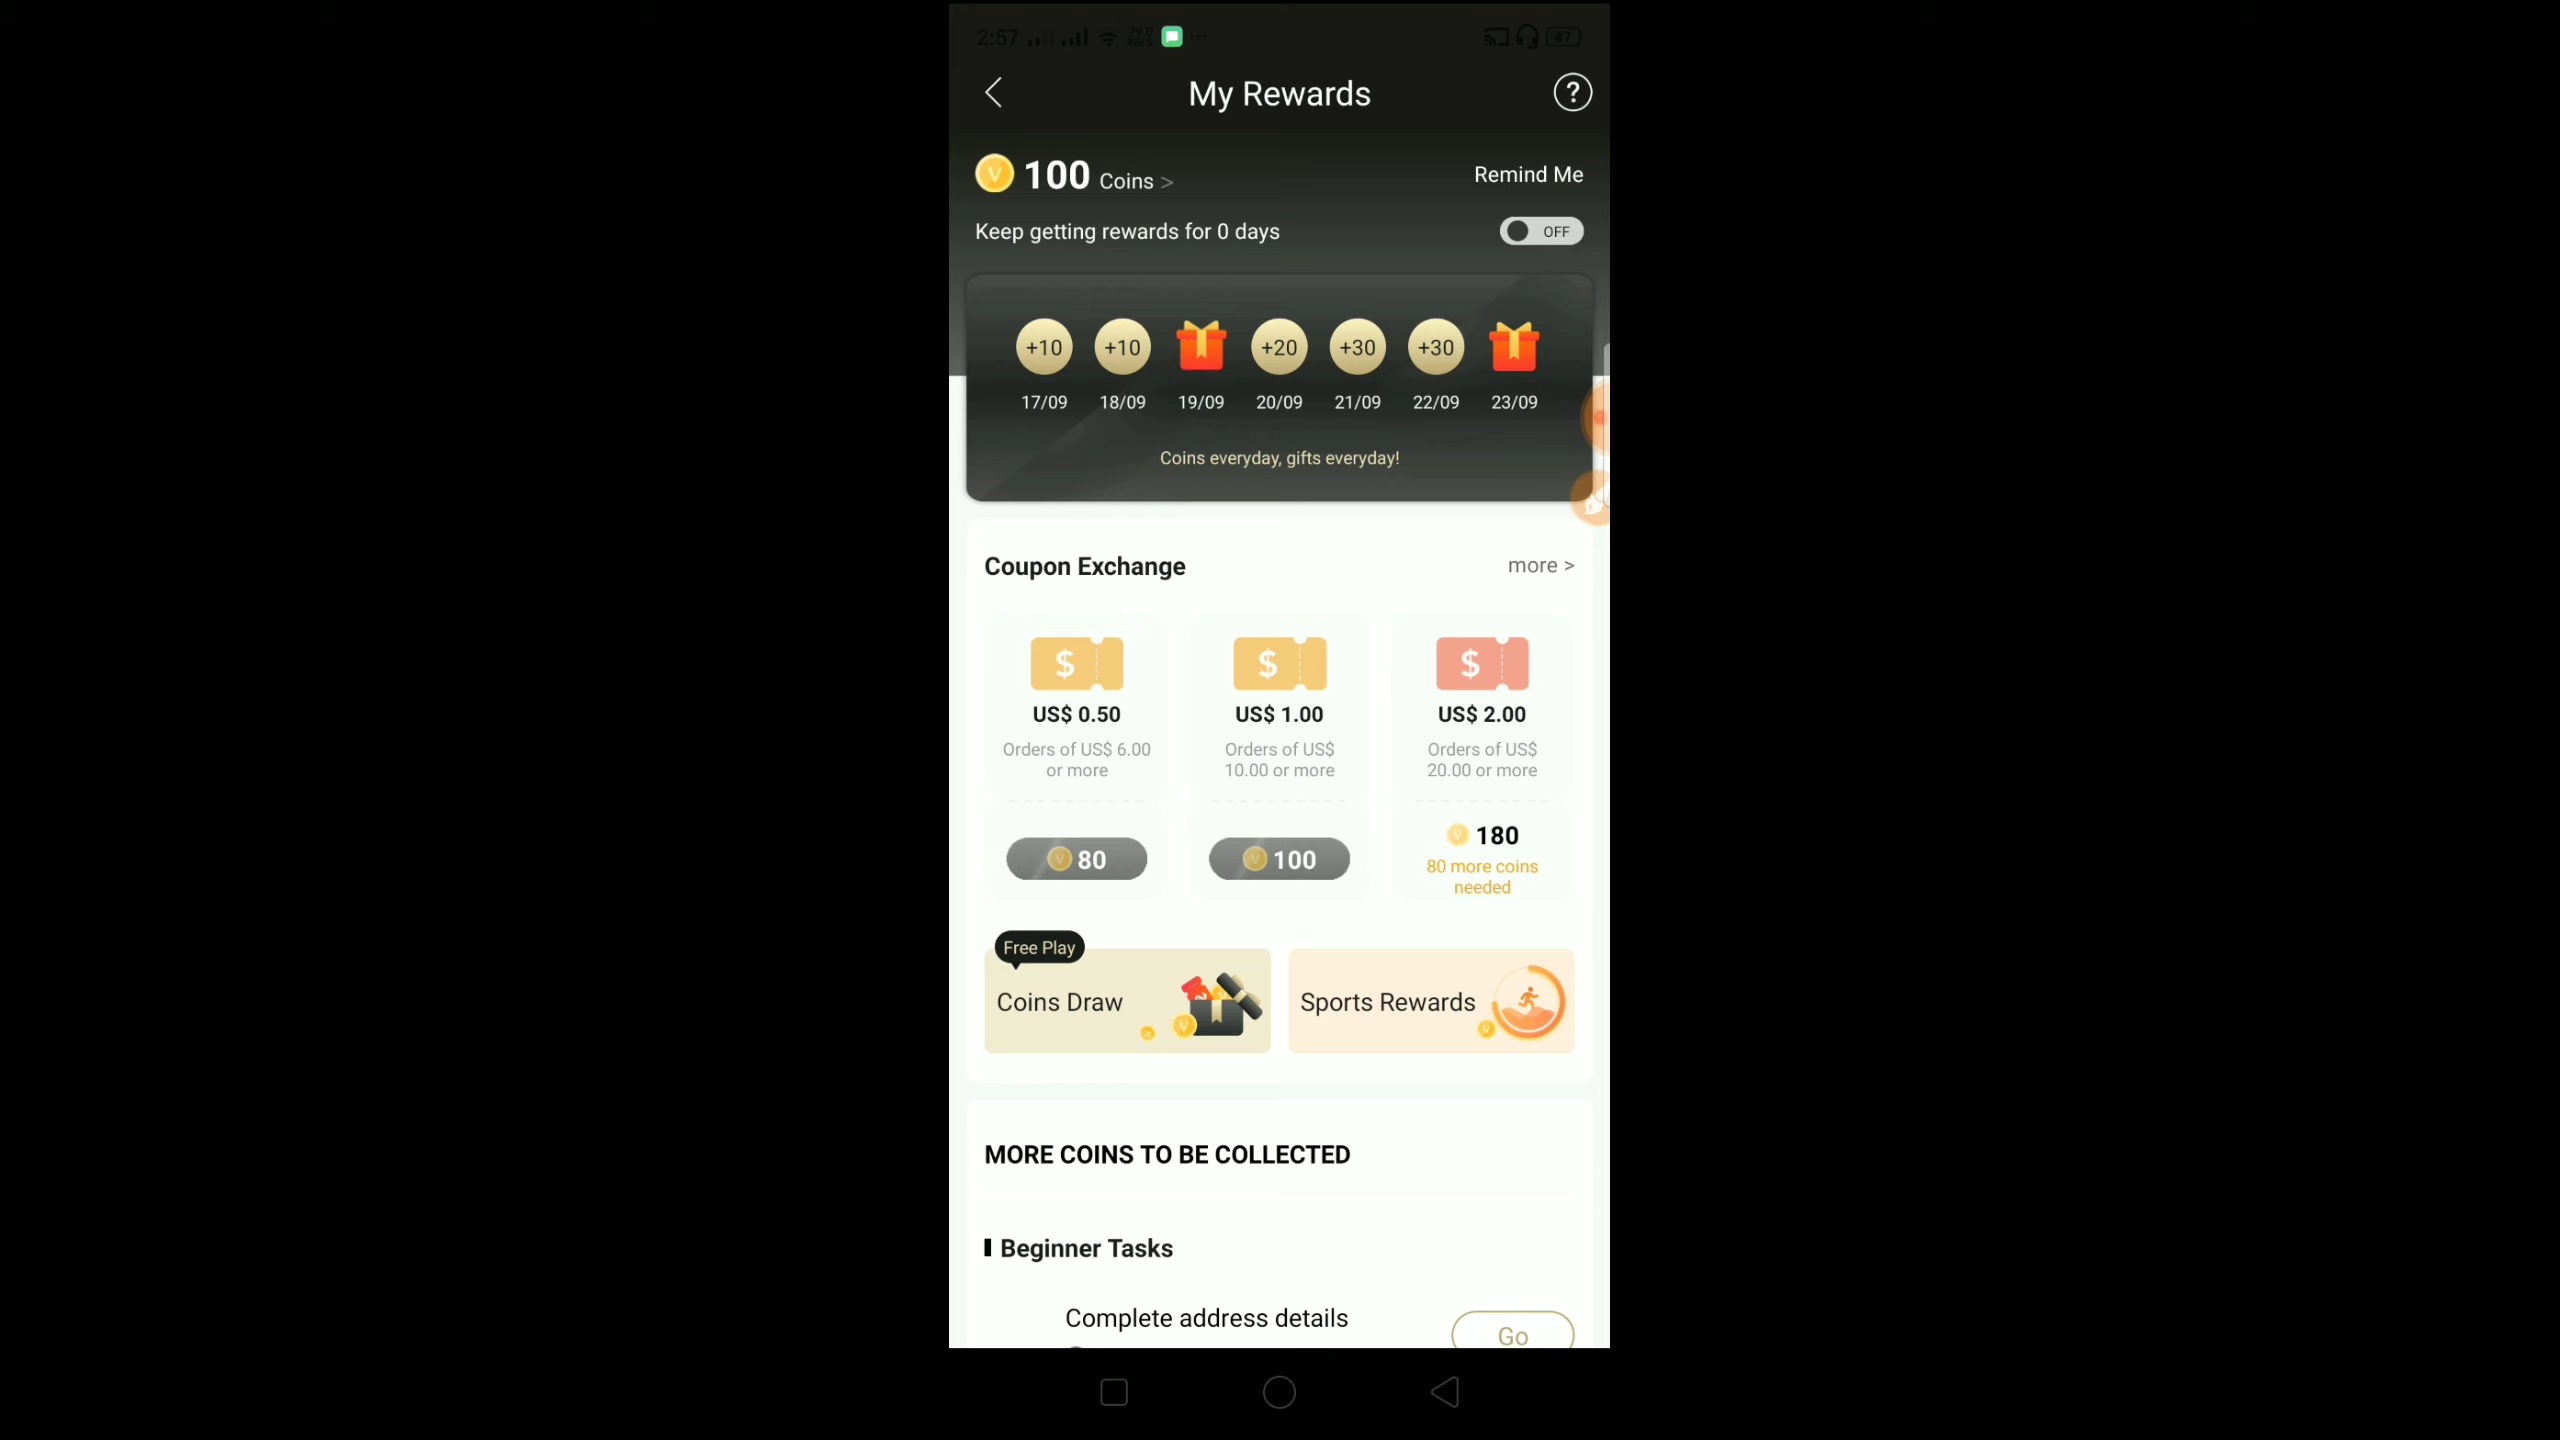 2:57
47
My Rewards
?
100 Coins >
Remind Me
Keep getting rewards for 0 days
OFF
+10 +10 +20 +30 +30
17/09 18/09 19/09 20/09 21/09 22/09 23/09
Coins everyday, gifts everyday!
Coupon Exchange
more >
$ $ $
US$ 0.50
Orders of US$ 6.00
or more
80
US$ 1.00
Orders of US$
10.00 or more
100
US$ 2.00
Orders of US$
20.00 or more
180
80 more coins
needed
Free Play
Coins Draw
Sports Rewards
MORE COINS TO BE COLLECTED
Beginner Tasks
Complete address details
Go